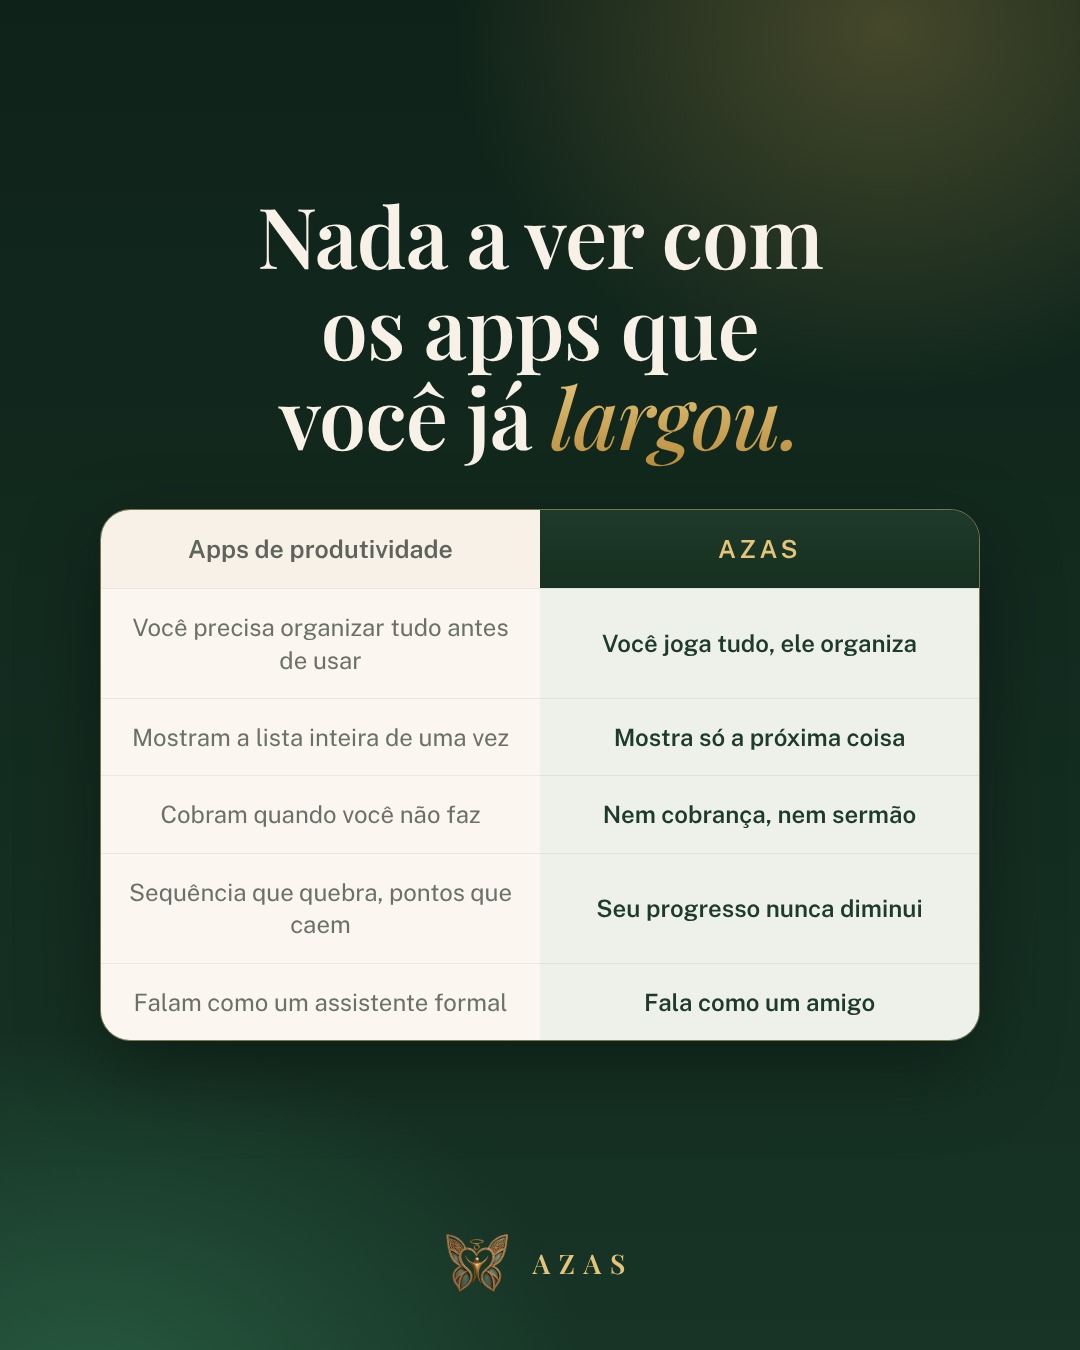 Nada a ver com
os apps que
você já largou.
Apps de produtividade
AZAS
Você precisa organizar tudo antes
de usar
Você joga tudo, ele organiza
Mostram a lista inteira de uma vez
Mostra só a próxima coisa
Cobram quando você não faz
Nem cobrança, nem sermão
Sequência que quebra, pontos que
caem
Seu progresso nunca diminui
Falam como um assistente formal
Fala como um amigo
AZAS